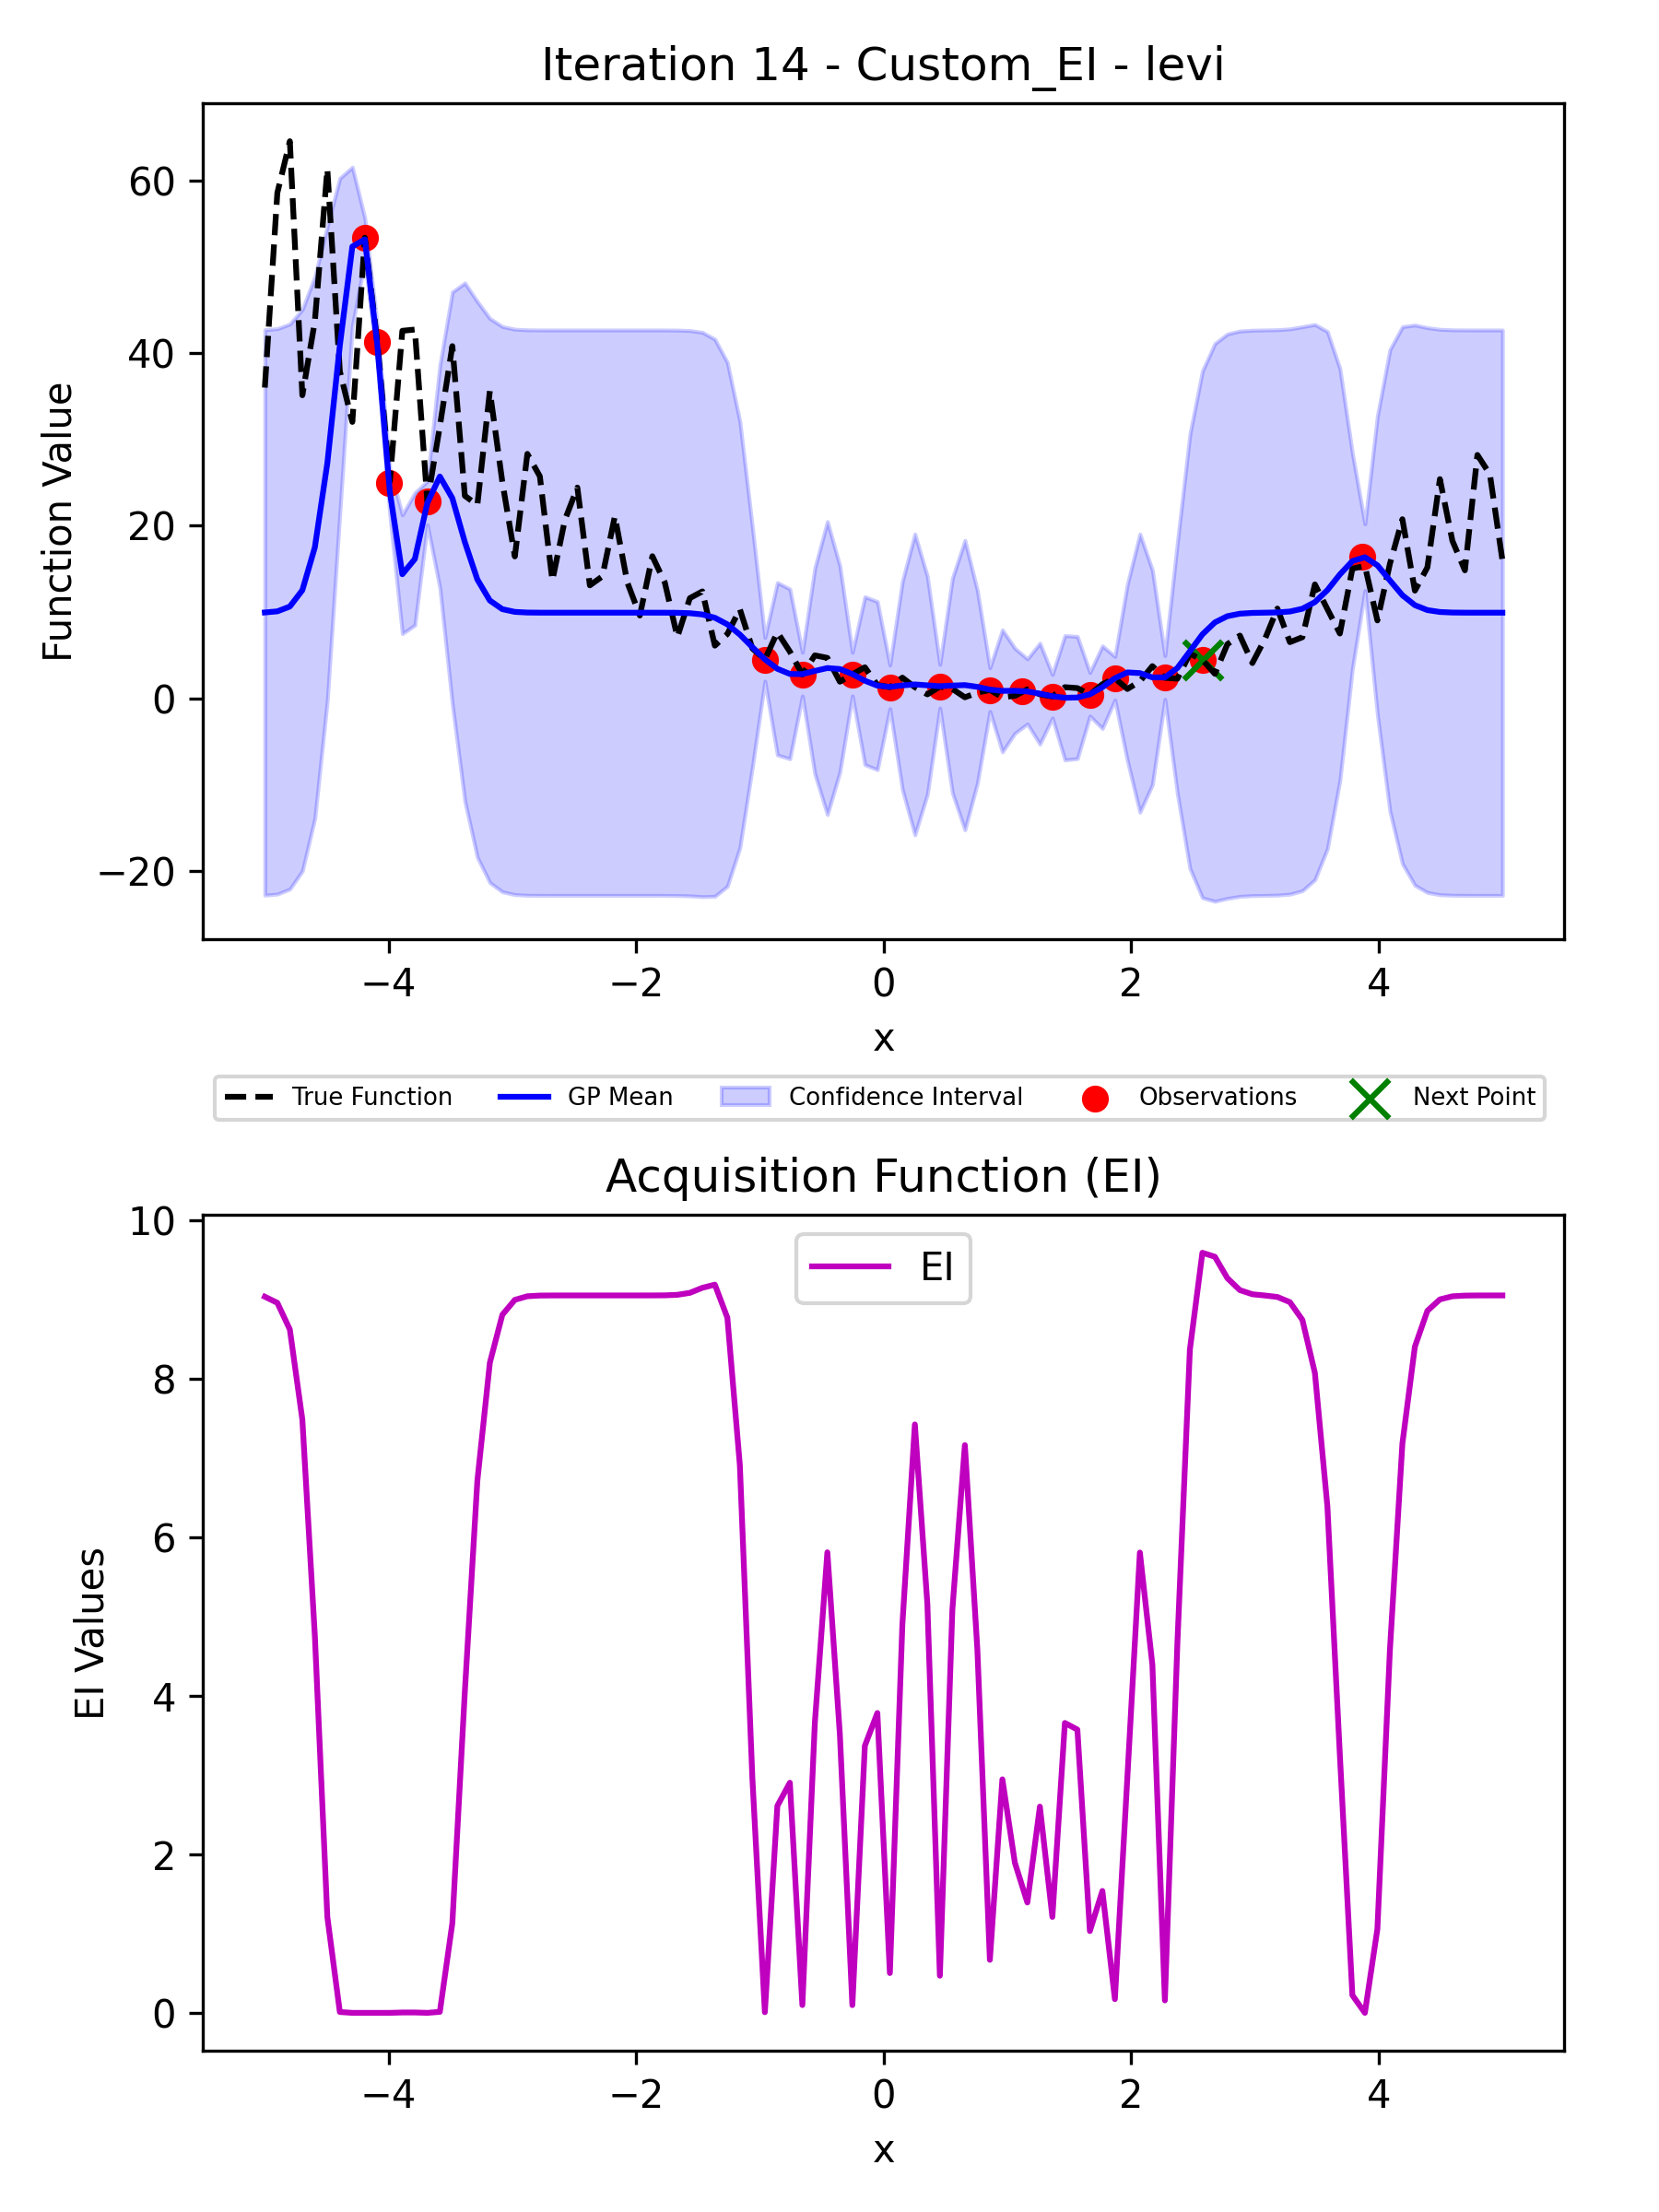 Iteration 14 - Custom_EI - levi
Function Value
60
40
20
0
−20
−4 −2 0 2 4
x
True Function GP Mean Confidence Interval Observations Next Point
Acquisition Function (EI)
EI
EI Values
10
8
6
4
2
0
−4 −2 0 2 4
x